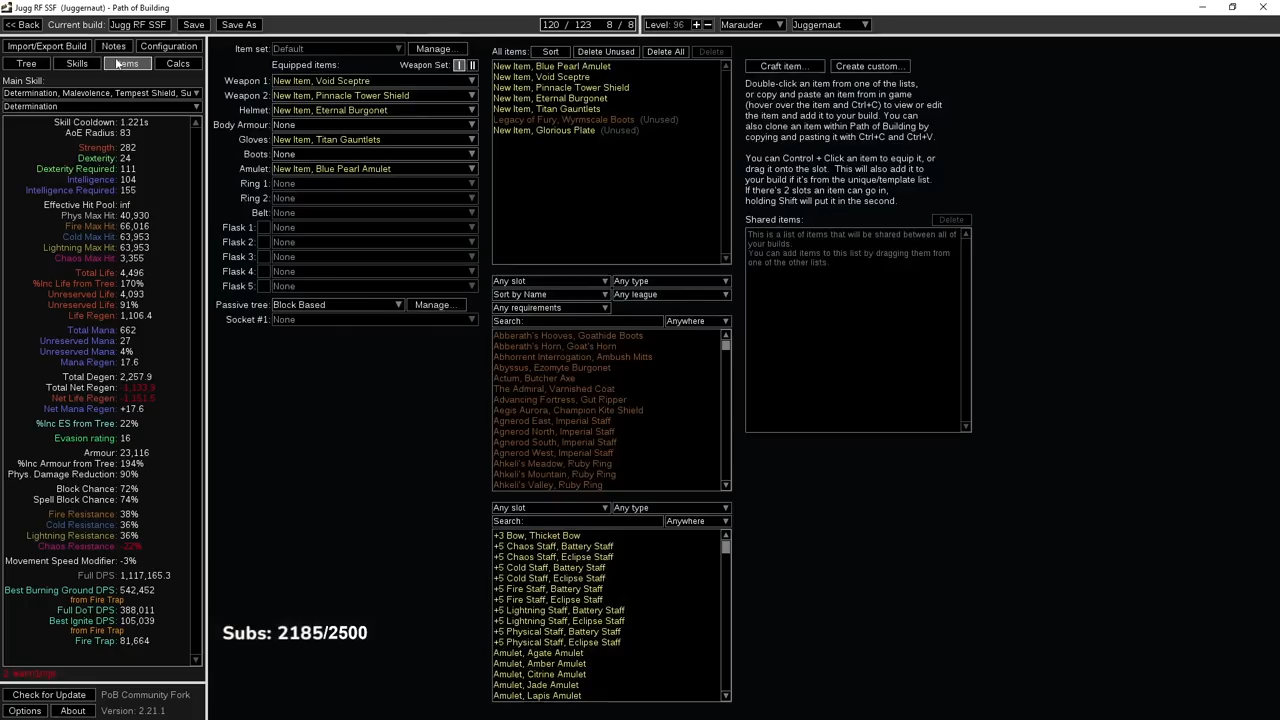 Jugg RF SSF (Juggernaut) - Path of Building
<< Back Current build: Jugg RF SSF Save Save As 120 / 123 8 / 8 Level: 96 + - Marauder Juggernaut
Import/Export Build Notes Configuration
Tree Skills Items Calcs
Main Skill:
Determination, Malevolence, Tempest Shield, Su
Determination
Skill Cooldown: 1.221s
AoE Radius: 83
Strength: 282
Dexterity: 24
Dexterity Required: 111
Intelligence: 104
Intelligence Required: 155
Effective Hit Pool: inf
Phys Max Hit: 40,930
Fire Max Hit: 66,016
Cold Max Hit: 63,953
Lightning Max Hit: 63,953
Chaos Max Hit: 3,355
Total Life: 4,496
%Inc Life from Tree: 170%
Unreserved Life: 4,093
Unreserved Life: 91%
Life Regen: 1,106.4
Total Mana: 662
Unreserved Mana: 27
Unreserved Mana: 4%
Mana Regen: 17.6
Total Degen: 2,257.9
Total Net Regen: -1,133.9
Net Life Regen: -1,151.5
Net Mana Regen: +17.6
%Inc ES from Tree: 22%
Evasion rating: 16
Armour: 23,116
%Inc Armour from Tree: 194%
Phys. Damage Reduction: 90%
Block Chance: 72%
Spell Block Chance: 74%
Fire Resistance: 38%
Cold Resistance: 36%
Lightning Resistance: 36%
Chaos Resistance: -22%
Movement Speed Modifier: -3%
Full DPS: 1,117,165.3
Best Burning Ground DPS: 542,452
from Fire Trap
Full DoT DPS: 388,011
Best Ignite DPS: 105,039
from Fire Trap
Fire Trap: 81,664
2 warnings
Check for Update PoB Community Fork
Options About Version: 2.21.1
Item set: Default Manage...
Equipped items: Weapon Set: I II
Weapon 1: New Item, Void Sceptre
Weapon 2: New Item, Pinnacle Tower Shield
Helmet: New Item, Eternal Burgonet
Body Armour: None
Gloves: New Item, Titan Gauntlets
Boots: None
Amulet: New Item, Blue Pearl Amulet
Ring 1: None
Ring 2: None
Belt: None
Flask 1: None
Flask 2: None
Flask 3: None
Flask 4: None
Flask 5: None
Passive tree: Block Based Manage...
Socket #1: None
Subs: 2185/2500
All items: Sort Delete Unused Delete All Delete
New Item, Blue Pearl Amulet
New Item, Void Sceptre
New Item, Pinnacle Tower Shield
New Item, Eternal Burgonet
New Item, Titan Gauntlets
Legacy of Fury, Wyrmscale Boots (Unused)
New Item, Glorious Plate (Unused)
Any slot Any type
Sort by Name Any league
Any requirements
Search: Anywhere
Abberath's Hooves, Goathide Boots
Abberath's Horn, Goat's Horn
Abhorrent Interrogation, Ambush Mitts
Abyssus, Ezomyte Burgonet
Actum, Butcher Axe
The Admiral, Varnished Coat
Advancing Fortress, Gut Ripper
Aegis Aurora, Champion Kite Shield
Agnerod East, Imperial Staff
Agnerod North, Imperial Staff
Agnerod South, Imperial Staff
Agnerod West, Imperial Staff
Ahkeli's Meadow, Ruby Ring
Ahkeli's Mountain, Ruby Ring
Ahkeli's Valley, Ruby Ring
Any slot Any type
Search: Anywhere
+3 Bow, Thicket Bow
+5 Chaos Staff, Battery Staff
+5 Chaos Staff, Eclipse Staff
+5 Cold Staff, Battery Staff
+5 Cold Staff, Eclipse Staff
+5 Fire Staff, Battery Staff
+5 Fire Staff, Eclipse Staff
+5 Lightning Staff, Battery Staff
+5 Lightning Staff, Eclipse Staff
+5 Physical Staff, Battery Staff
+5 Physical Staff, Eclipse Staff
Amulet, Agate Amulet
Amulet, Amber Amulet
Amulet, Citrine Amulet
Amulet, Jade Amulet
Amulet, Lapis Amulet
Craft item... Create custom...
Double-click an item from one of the lists,
or copy and paste an item from in game
(hover over the item and Ctrl+C) to view or edit
the item and add it to your build. You can
also clone an item within Path of Building by
copying and pasting it with Ctrl+C and Ctrl+V.
You can Control + Click an item to equip it, or
drag it onto the slot. This will also add it to
your build if it's from the unique/template list.
If there's 2 slots an item can go in,
holding Shift will put it in the second.
Shared items: Delete
This is a list of items that will be shared between all of
your builds.
You can add items to this list by dragging them from
one of the other lists.